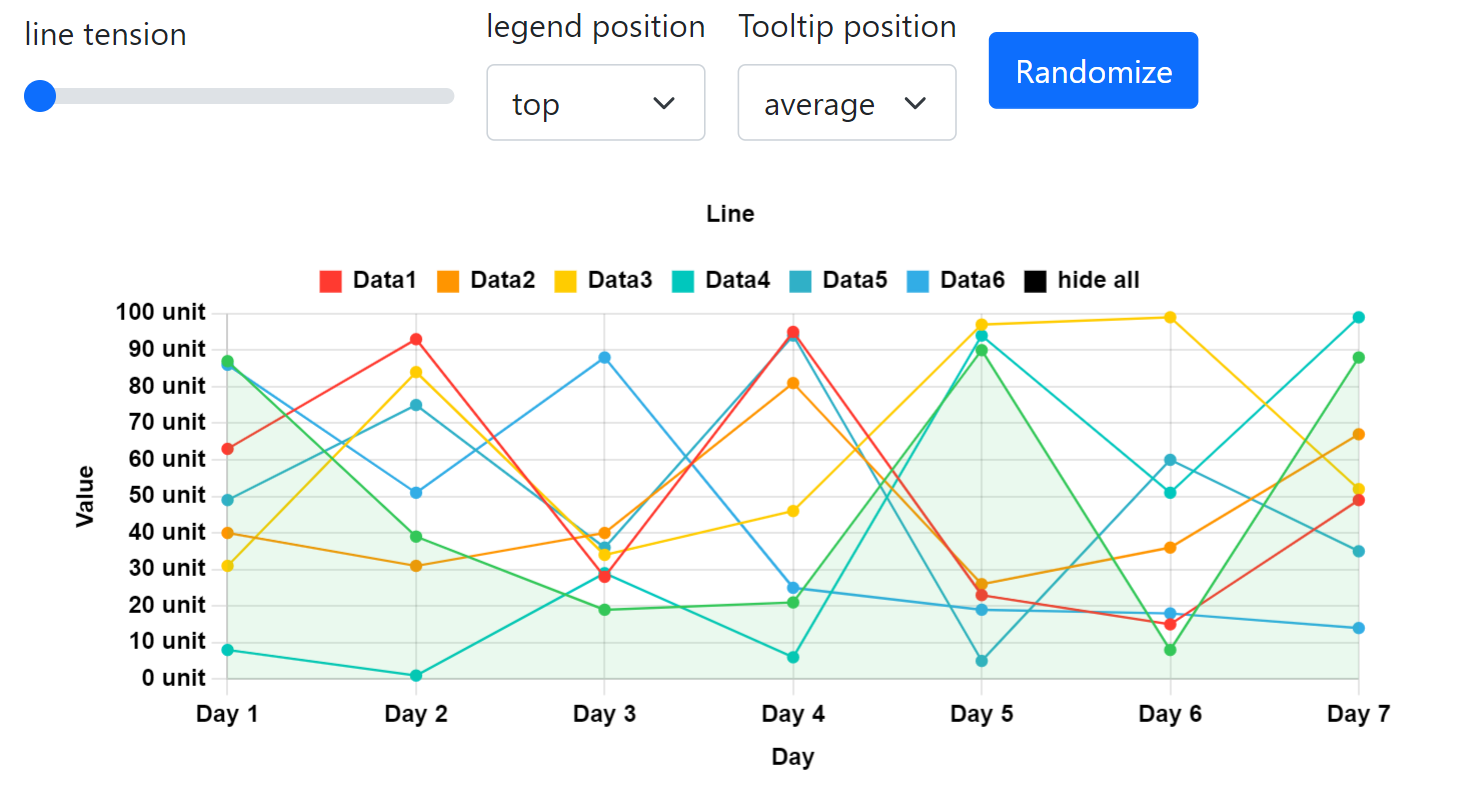 line tension
legend position
Tooltip position
top
average
Randomize
Line
Data1 Data2 Data3 Data4 Data5 Data6 hide all
100 unit
90 unit
80 unit
70 unit
60 unit
50 unit
40 unit
30 unit
20 unit
10 unit
0 unit
Value
Day 1 Day 2 Day 3 Day 4 Day 5 Day 6 Day 7
Day